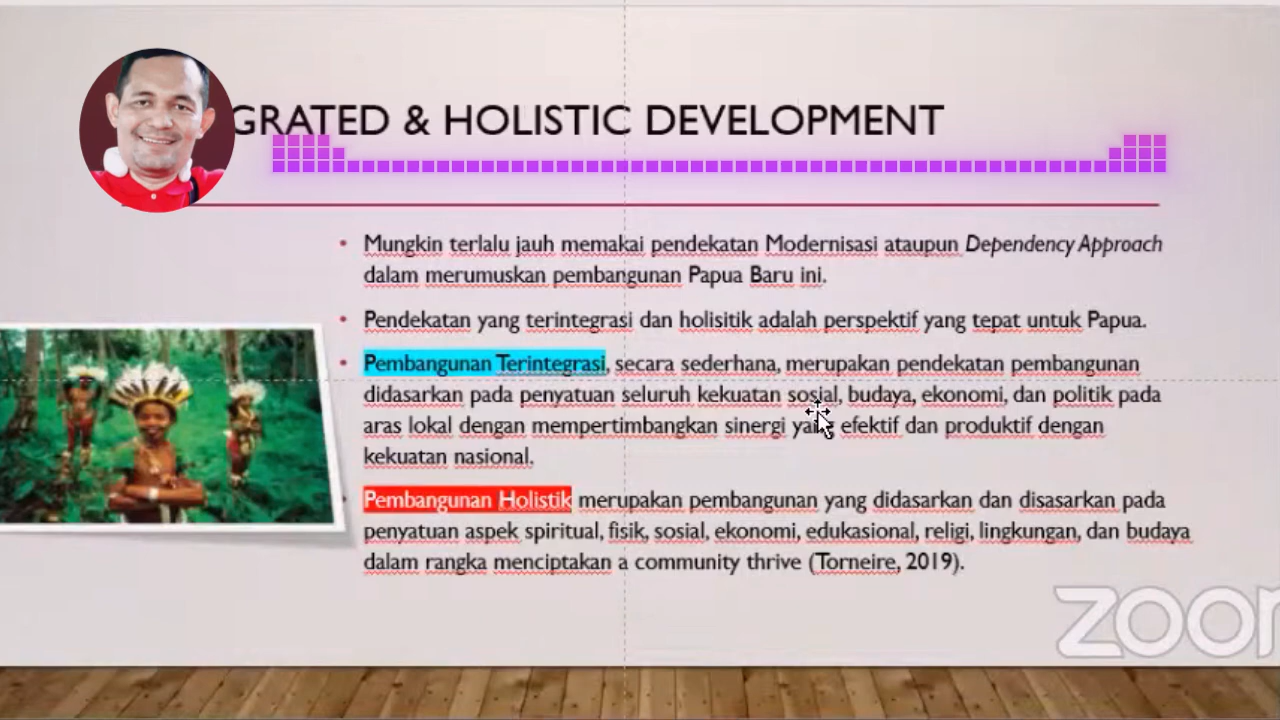 GRATED & HOLISTIC DEVELOPMENT
• Mungkin terlalu jauh memakai pendekatan Modernisasi ataupun Dependency Approach
dalam merumuskan pembangunan Papua Baru ini.
• Pendekatan yang terintegrasi dan holisitik adalah perspektif yang tepat untuk Papua.
• Pembangunan Terintegrasi, secara sederhana, merupakan pendekatan pembangunan
didasarkan pada penyatuan seluruh kekuatan sosial, budaya, ekonomi, dan politik pada
aras lokal dengan mempertimbangkan sinergi yang efektif dan produktif dengan
kekuatan nasional.
Pembangunan Holistik merupakan pembangunan yang didasarkan dan disasarkan pada
penyatuan aspek spiritual, fisik, sosial, ekonomi, edukasional, religi, lingkungan, dan budaya
dalam rangka menciptakan a community thrive (Torneire, 2019).
zoom